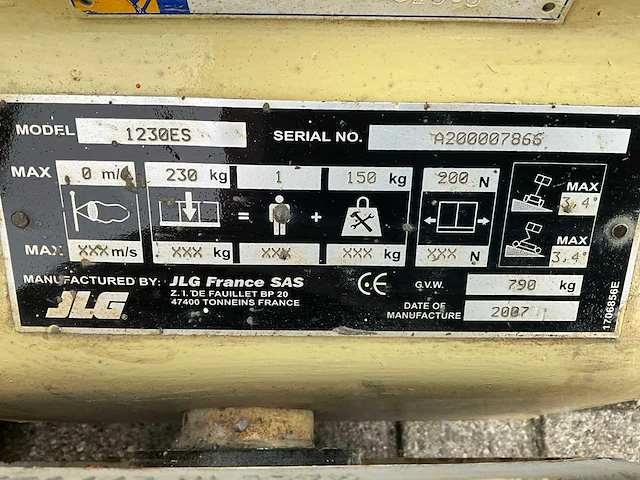 MODEL 1230ES SERIAL NO. A200007866
MAX 0 m/s 230 kg 1 150 kg 200 N
MAX 3,4°
= +
MAX XXX m/s XXX kg XXX XXX kg XXX N
MAX 3,4°
MANUFACTURED BY: JLG France SAS
Z.I. DE FAUILLET BP 20
47400 TONNEINS FRANCE
JLG
CE G.V.W. 790 kg
DATE OF MANUFACTURE 2007
1706856E